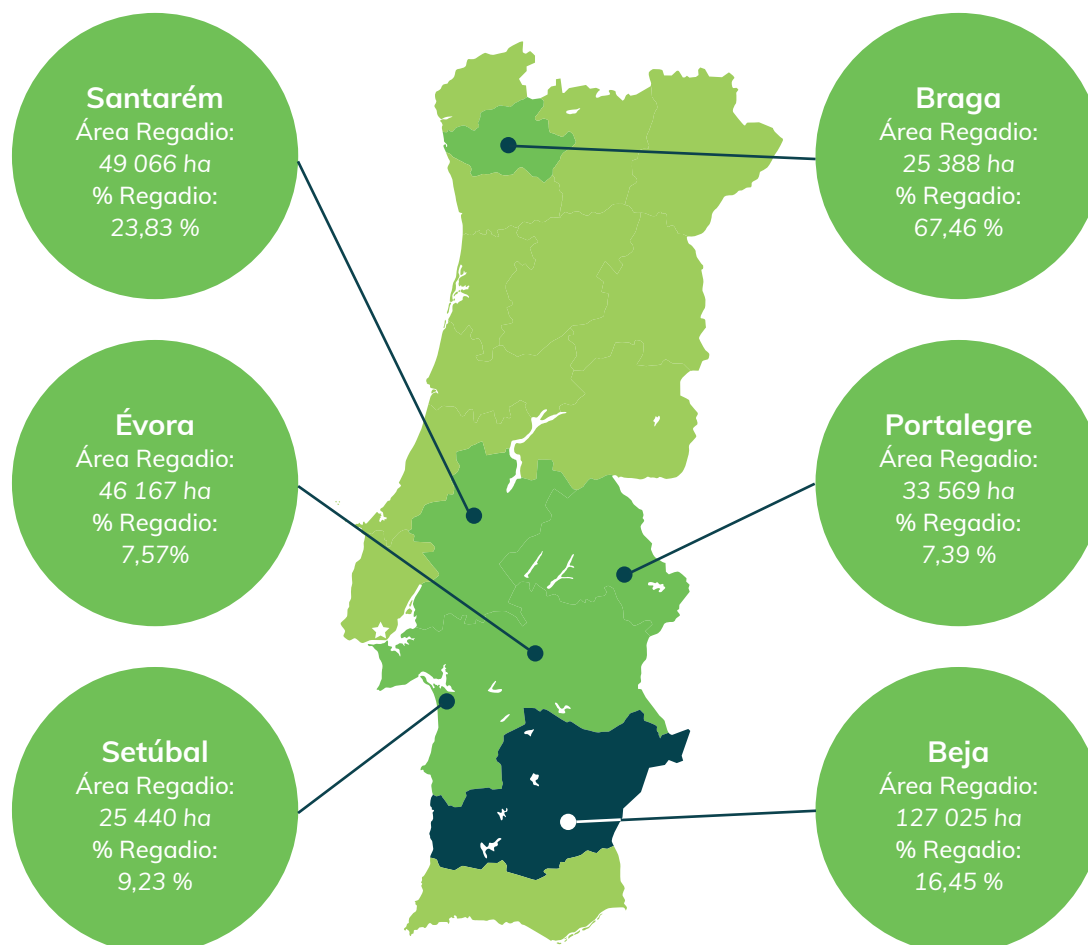 Santarém
Área Regadio:
49 066 ha
% Regadio:
23,83 %
Braga
Área Regadio:
25 388 ha
% Regadio:
67,46 %
Évora
Área Regadio:
46 167 ha
% Regadio:
7,57%
Portalegre
Área Regadio:
33 569 ha
% Regadio:
7,39 %
Setúbal
Área Regadio:
25 440 ha
% Regadio:
9,23 %
Beja
Área Regadio:
127 025 ha
% Regadio:
16,45 %